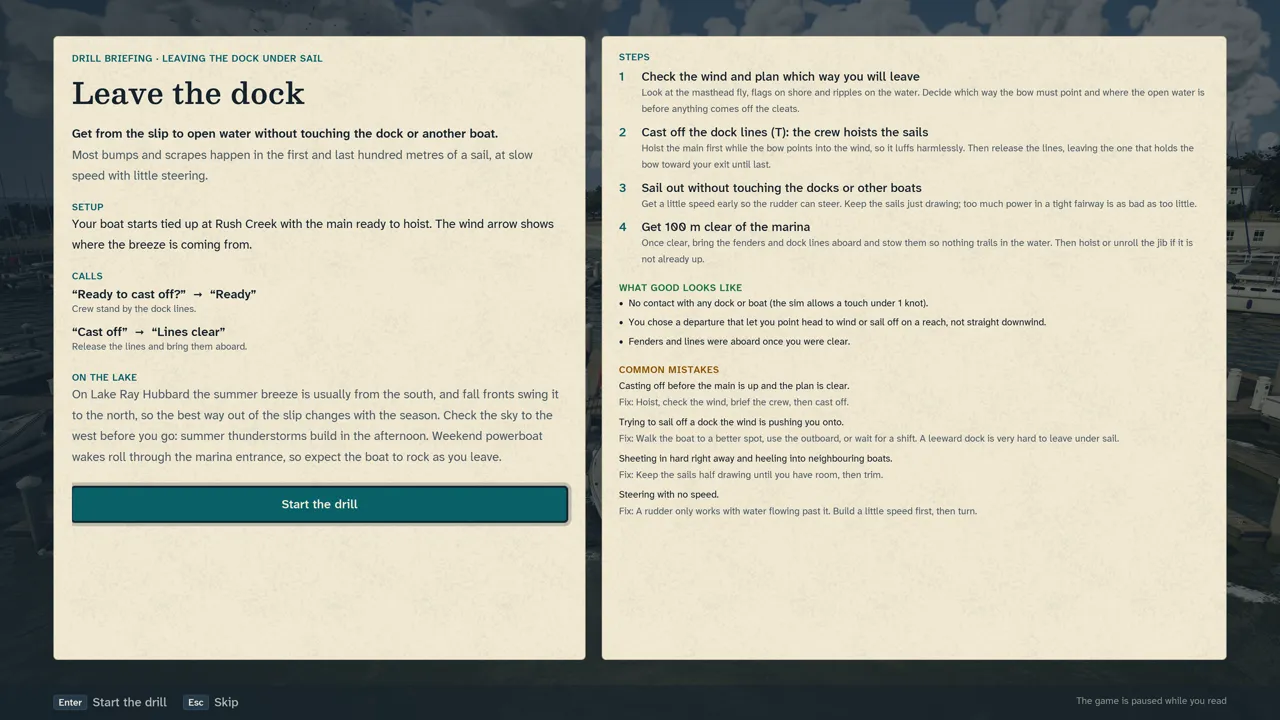 DRILL BRIEFING · LEAVING THE DOCK UNDER SAIL
Leave the dock
Get from the slip to open water without touching the dock or another boat.
Most bumps and scrapes happen in the first and last hundred metres of a sail, at slow
speed with little steering.
SETUP
Your boat starts tied up at Rush Creek with the main ready to hoist. The wind arrow shows
where the breeze is coming from.
CALLS
“Ready to cast off?” → “Ready”
Crew stand by the dock lines.
“Cast off” → “Lines clear”
Release the lines and bring them aboard.
ON THE LAKE
On Lake Ray Hubbard the summer breeze is usually from the south, and fall fronts swing it
to the north, so the best way out of the slip changes with the season. Check the sky to the
west before you go: summer thunderstorms build in the afternoon. Weekend powerboat
wakes roll through the marina entrance, so expect the boat to rock as you leave.
Start the drill
STEPS
1 Check the wind and plan which way you will leave
Look at the masthead fly, flags on shore and ripples on the water. Decide which way the bow must point and where the open water is
before anything comes off the cleats.
2 Cast off the dock lines (T): the crew hoists the sails
Hoist the main first while the bow points into the wind, so it luffs harmlessly. Then release the lines, leaving the one that holds the
bow toward your exit until last.
3 Sail out without touching the docks or other boats
Get a little speed early so the rudder can steer. Keep the sails just drawing; too much power in a tight fairway is as bad as too little.
4 Get 100 m clear of the marina
Once clear, bring the fenders and dock lines aboard and stow them so nothing trails in the water. Then hoist or unroll the jib if it is
not already up.
WHAT GOOD LOOKS LIKE
• No contact with any dock or boat (the sim allows a touch under 1 knot).
• You chose a departure that let you point head to wind or sail off on a reach, not straight downwind.
• Fenders and lines were aboard once you were clear.
COMMON MISTAKES
Casting off before the main is up and the plan is clear.
Fix: Hoist, check the wind, brief the crew, then cast off.
Trying to sail off a dock the wind is pushing you onto.
Fix: Walk the boat to a better spot, use the outboard, or wait for a shift. A leeward dock is very hard to leave under sail.
Sheeting in hard right away and heeling into neighbouring boats.
Fix: Keep the sails half drawing until you have room, then trim.
Steering with no speed.
Fix: A rudder only works with water flowing past it. Build a little speed first, then turn.
Enter Start the drill Esc Skip
The game is paused while you read